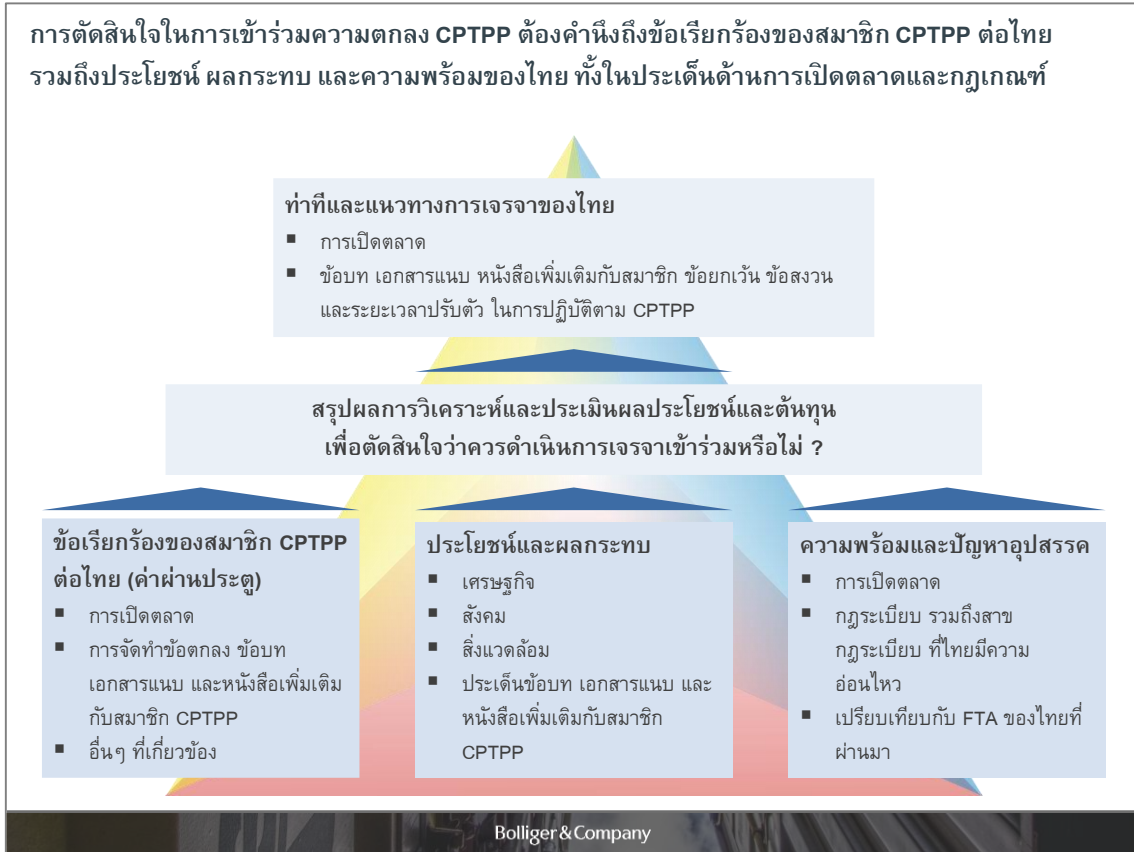 การตัดสินใจในการเข้าร่วมความตกลง CPTPP ต้องคำนึงถึงข้อเรียกร้องของสมาชิก CPTPP ต่อไทย
รวมถึงประโยชน์ ผลกระทบ และความพร้อมของไทย ทั้งในประเด็นด้านการเปิดตลาดและกฎเกณฑ์
ท่าทีและแนวทางการเจรจาของไทย
▪ การเปิดตลาด
▪ ข้อบท เอกสารแนบ หนังสือเพิ่มเติมกับสมาชิก ข้อยกเว้น ข้อสงวน
และระยะเวลาปรับตัว ในการปฏิบัติตาม CPTPP
สรุปผลการวิเคราะห์และประเมินผลประโยชน์และต้นทุน
เพื่อตัดสินใจว่าควรดำเนินการเจรจาเข้าร่วมหรือไม่ ?
ข้อเรียกร้องของสมาชิก CPTPP
ต่อไทย (ค่าผ่านประตู)
▪ การเปิดตลาด
▪ การจัดทำข้อตกลง ข้อบท
เอกสารแนบ และหนังสือเพิ่มเติม
กับสมาชิก CPTPP
▪ อื่นๆ ที่เกี่ยวข้อง
ประโยชน์และผลกระทบ
▪ เศรษฐกิจ
▪ สังคม
▪ สิ่งแวดล้อม
▪ ประเด็นข้อบท เอกสารแนบ และ
หนังสือเพิ่มเติมกับสมาชิก
CPTPP
ความพร้อมและปัญหาอุปสรรค
▪ การเปิดตลาด
▪ กฎระเบียบ รวมถึงสาข
กฎระเบียบ ที่ไทยมีความ
อ่อนไหว
▪ เปรียบเทียบกับ FTA ของไทยที่
ผ่านมา
Bolliger & Company